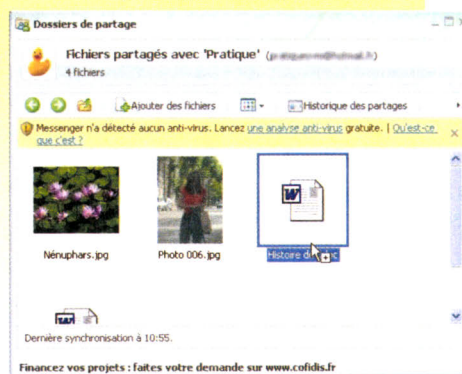 Dossiers de partage
Fichiers partagés avec 'Pratique'
4 fichiers
Ajouter des fichiers Historique des partages
Messenger n'a détecté aucun anti-virus. Lancez une analyse anti-virus gratuite. | Qu'est-ce
que c'est ?
Nénuphars.jpg Photo 006.jpg Histoire
Dernière synchronisation à 10:55.
Financez vos projets : faites votre demande sur www.cofidis.fr